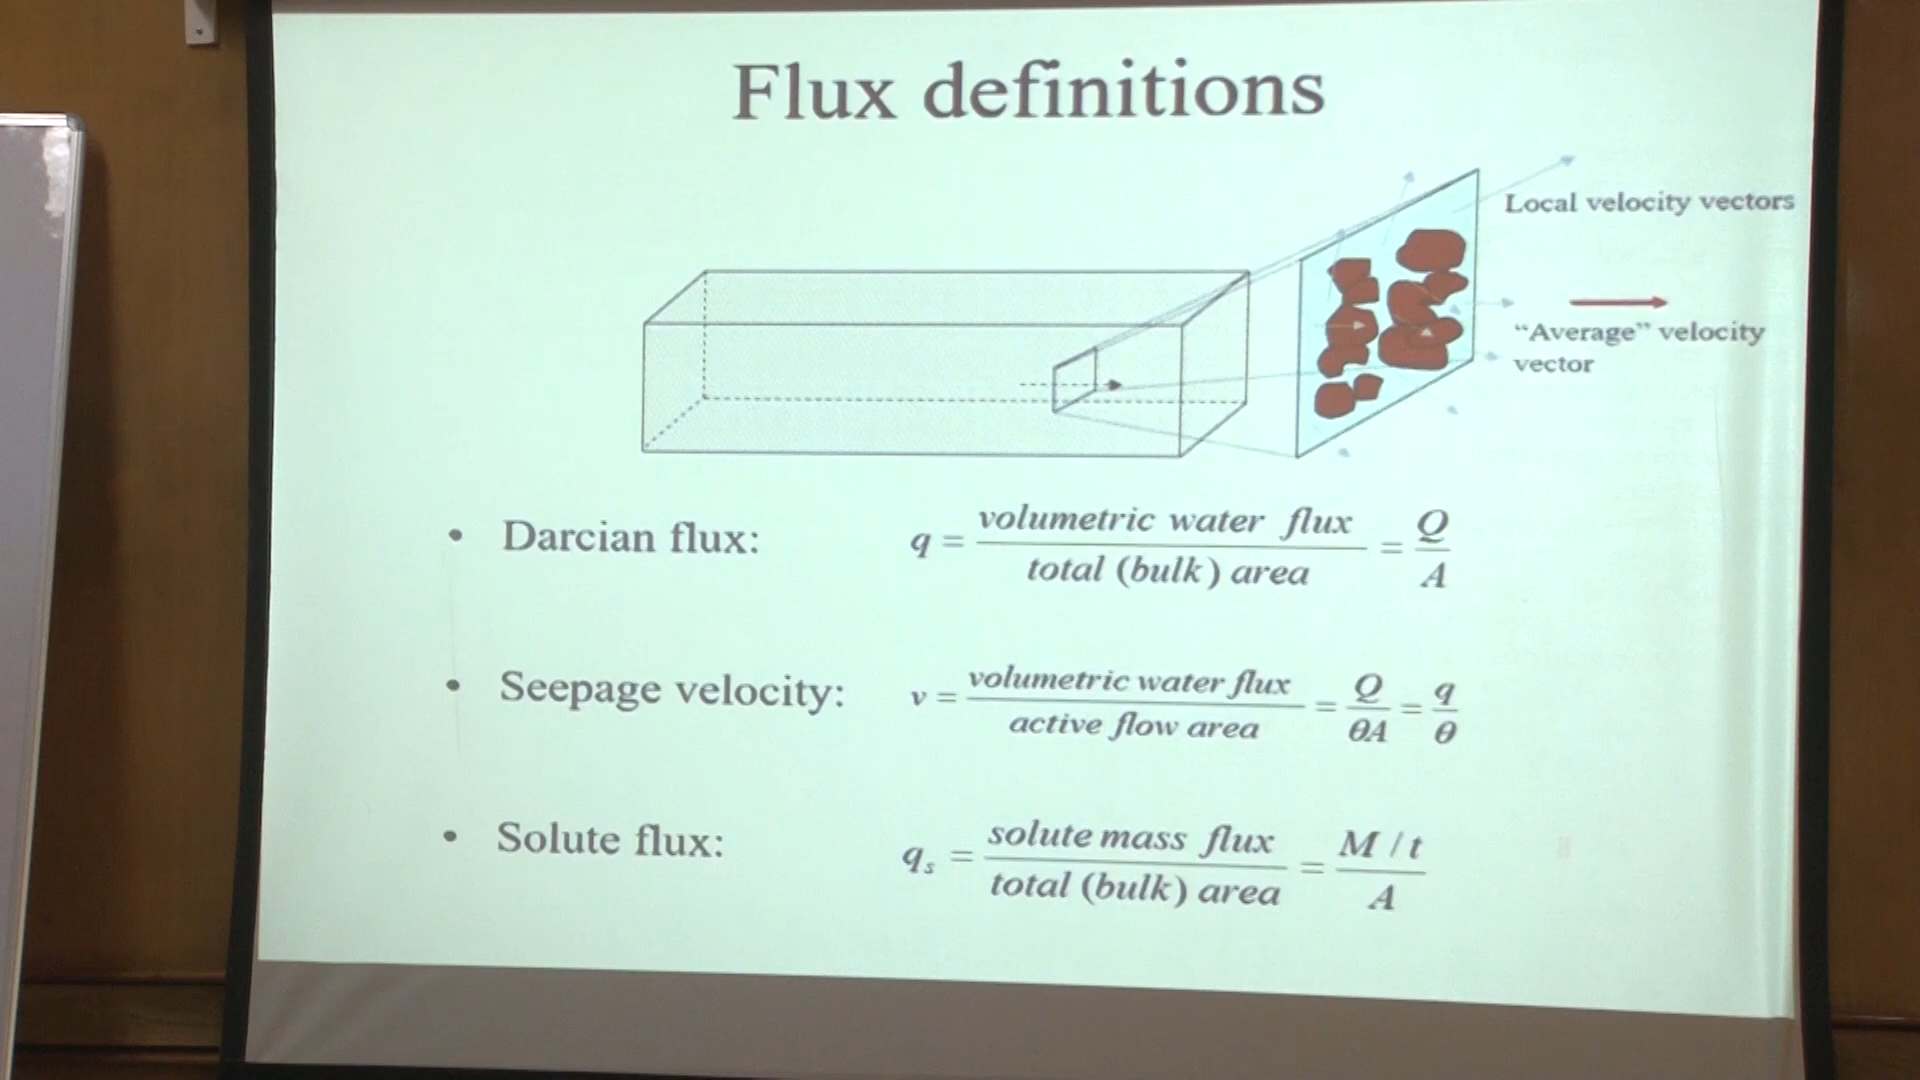 Flux definitions
Local velocity vectors
"Average" velocity
vector
• Darcian flux: q = volumetric water flux / total (bulk) area = Q / A
• Seepage velocity: v = volumetric water flux / active flow area = Q / θA = q / θ
• Solute flux: qₛ = solute mass flux / total (bulk) area = M / t / A